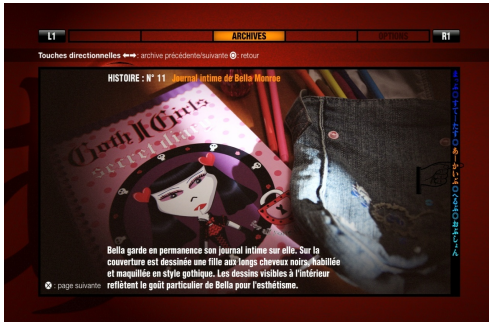 L1
ARCHIVES
OPTIONS
R1
Touches directionnelles ⬅➡: archive précédente/suivante ⭘: retour
HISTOIRE : N° 11 Journal intime de Bella Monroe
Goth Girls
secret diary
Bella garde en permanence son journal intime sur elle. Sur la
couverture est dessinée une fille aux longs cheveux noirs, habillée
et maquillée en style gothique. Les dessins visibles à l'intérieur
reflètent le goût particulier de Bella pour l'esthétisme.
⊗ : page suivante